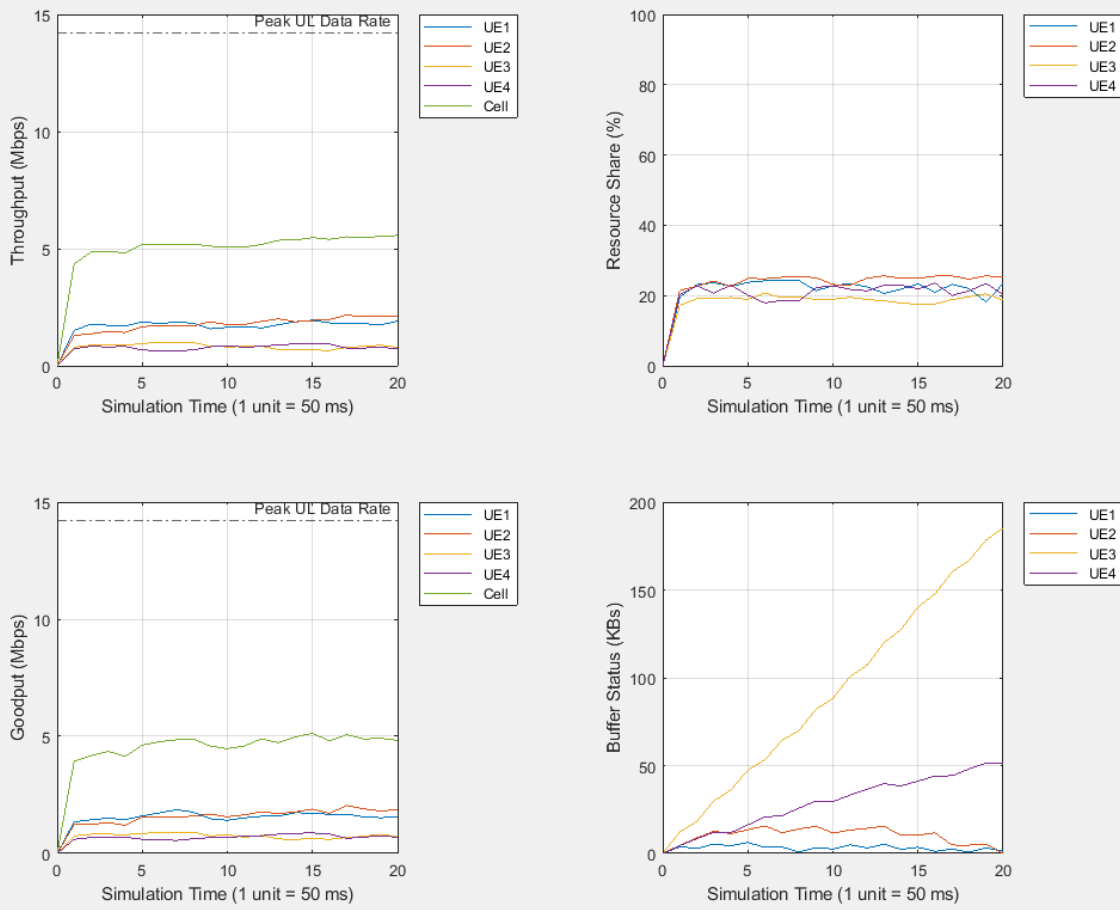 Peak UL Data Rate
15
10
5
0
Throughput (Mbps)
0 5 10 15 20
Simulation Time (1 unit = 50 ms)
UE1
UE2
UE3
UE4
Cell
100
80
60
40
20
0
Resource Share (%)
0 5 10 15 20
Simulation Time (1 unit = 50 ms)
UE1
UE2
UE3
UE4
Peak UL Data Rate
15
10
5
0
Goodput (Mbps)
0 5 10 15 20
Simulation Time (1 unit = 50 ms)
UE1
UE2
UE3
UE4
Cell
200
150
100
50
0
Buffer Status (KBs)
0 5 10 15 20
Simulation Time (1 unit = 50 ms)
UE1
UE2
UE3
UE4